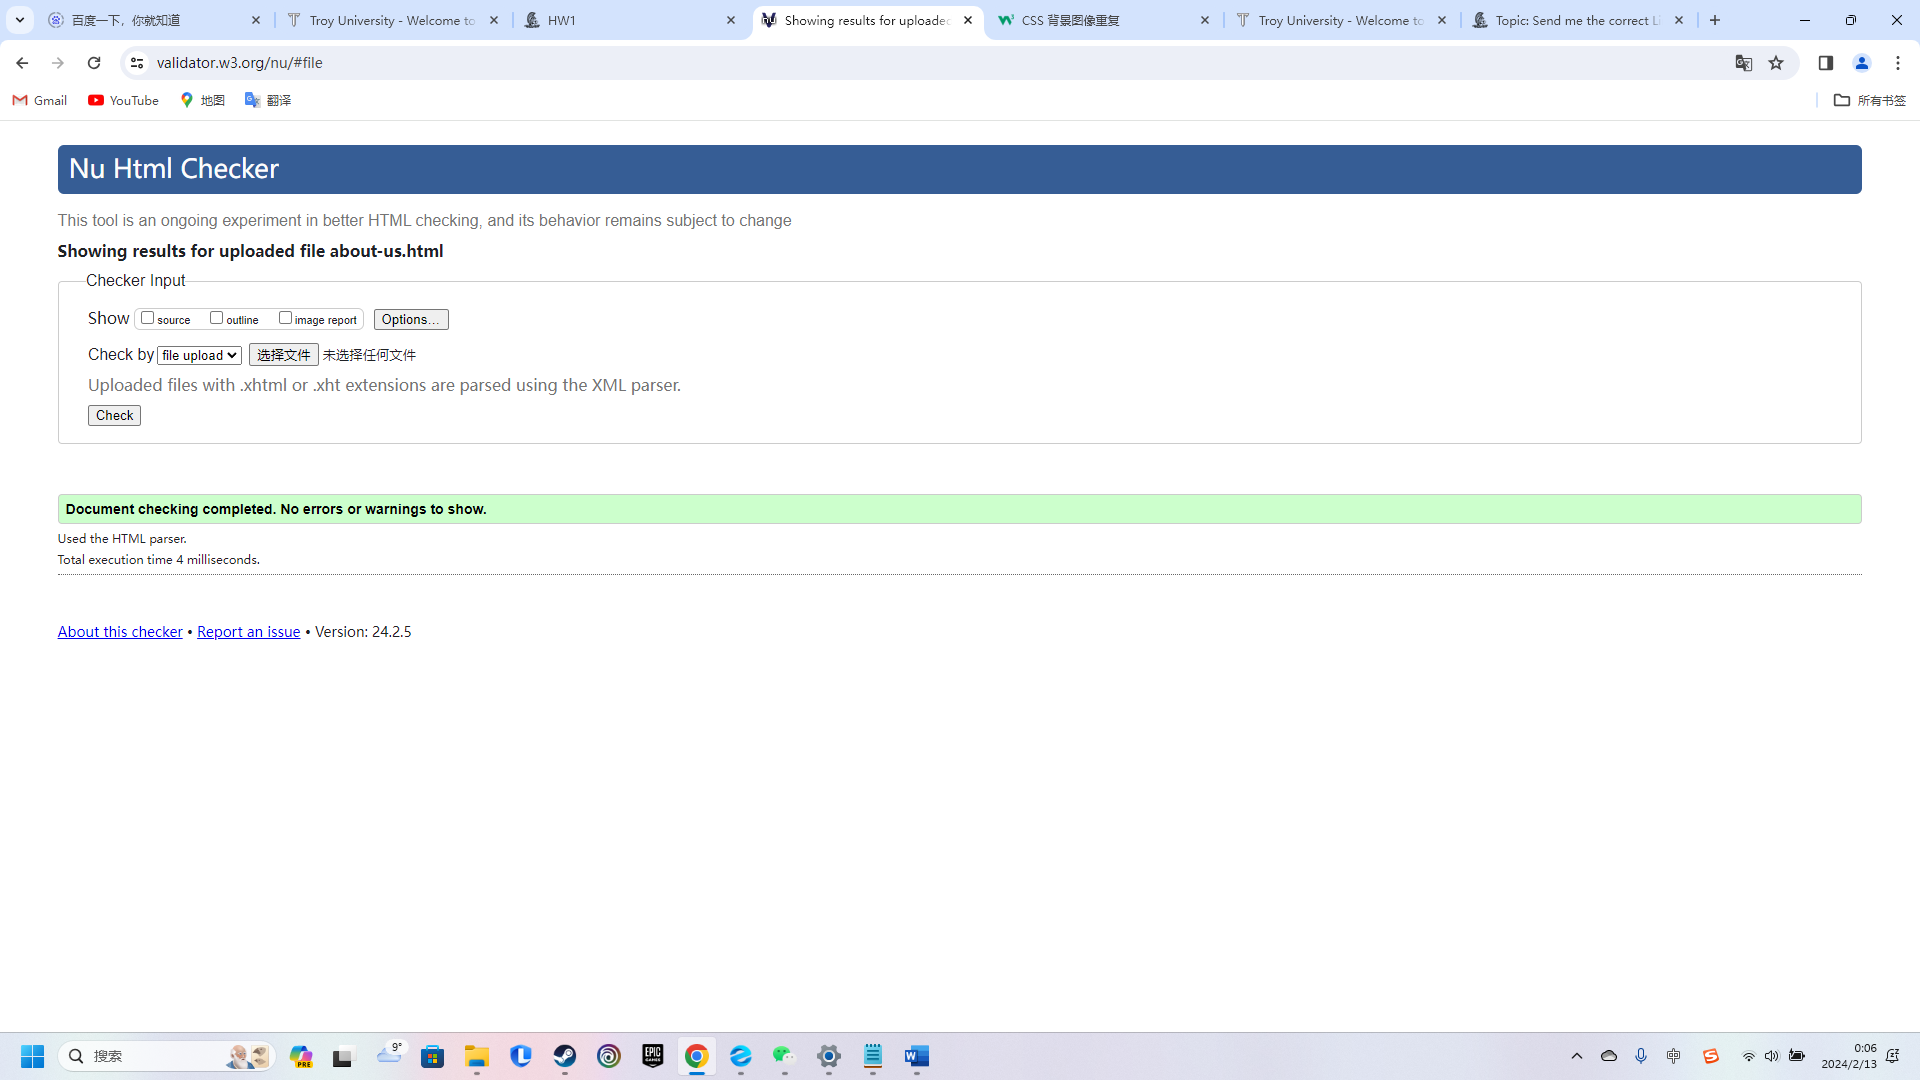 百度一下，你就知道
Troy University - Welcome to
HW1
Showing results for uploaded
CSS 背景图像重复
Troy University - Welcome to
Topic: Send me the correct Li
validator.w3.org/nu/#file
Gmail
YouTube
地图
翻译
所有书签
Nu Html Checker
This tool is an ongoing experiment in better HTML checking, and its behavior remains subject to change
Showing results for uploaded file about-us.html
Checker Input
Show source outline image report Options...
Check by file upload 选择文件 未选择任何文件
Uploaded files with .xhtml or .xht extensions are parsed using the XML parser.
Check
Document checking completed. No errors or warnings to show.
Used the HTML parser.
Total execution time 4 milliseconds.
About this checker • Report an issue • Version: 24.2.5
搜索
PRE
9°
EPIC GAMES
中
0:06
2024/2/13